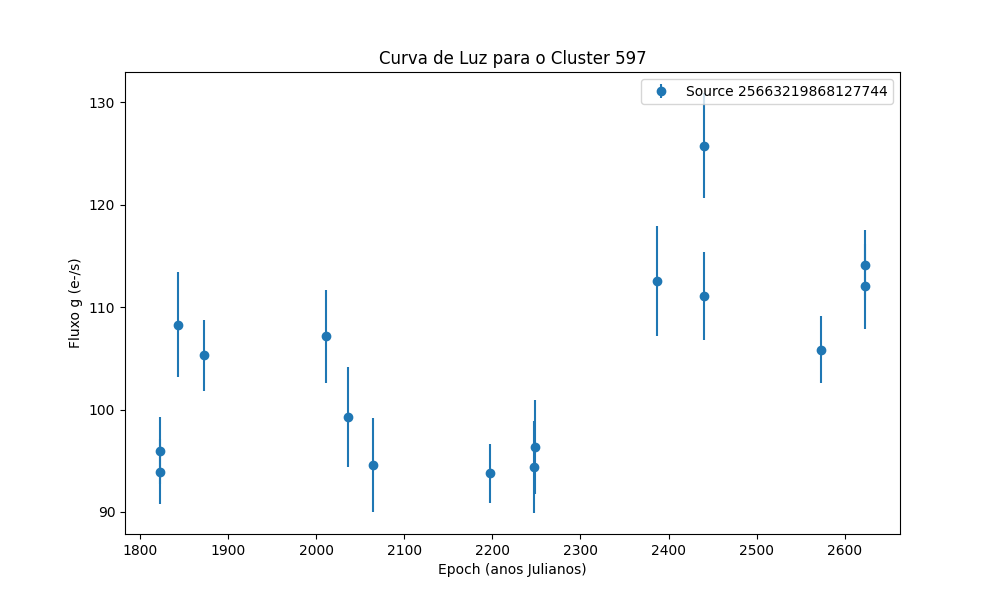 Curva de Luz para o Cluster 597
Source 25663219868127744
130
120
110
100
90
Fluxo g (e-/s)
1800 1900 2000 2100 2200 2300 2400 2500 2600
Epoch (anos Julianos)